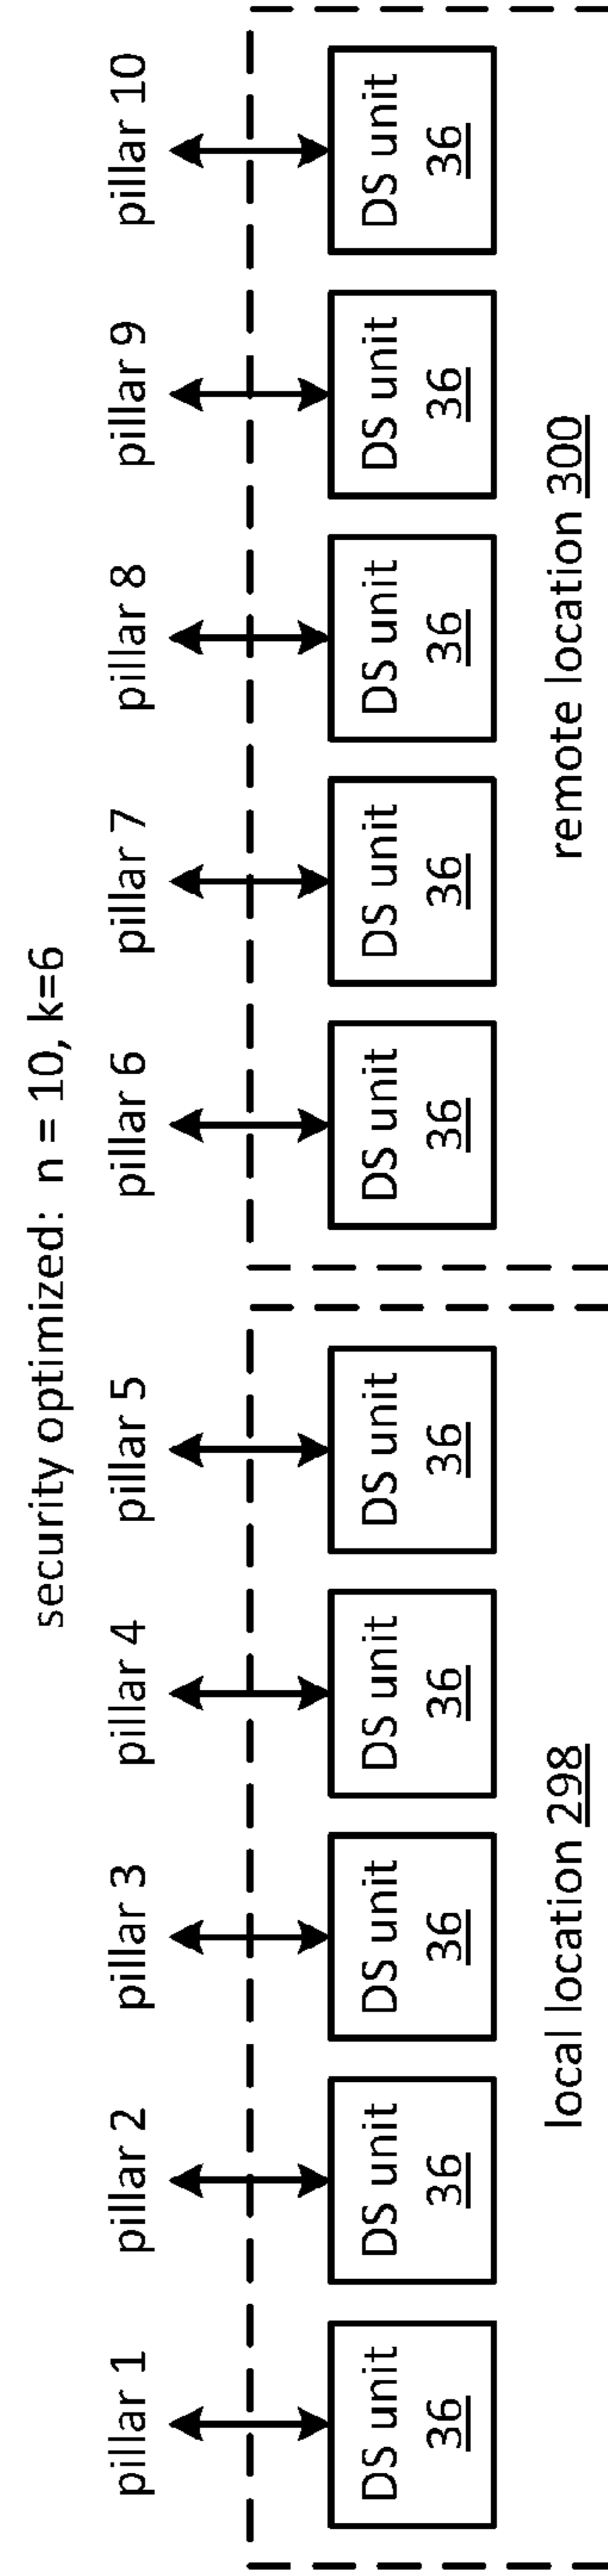 security optimized:  n = 10, k=6
pillar 1
pillar 2
pillar 3
pillar 4
pillar 5
pillar 6
pillar 7
pillar 8
pillar 9
pillar 10
DS unit
36
DS unit
36
DS unit
36
DS unit
36
DS unit
36
DS unit
36
DS unit
36
DS unit
36
DS unit
36
DS unit
36
local location 298
remote location 300